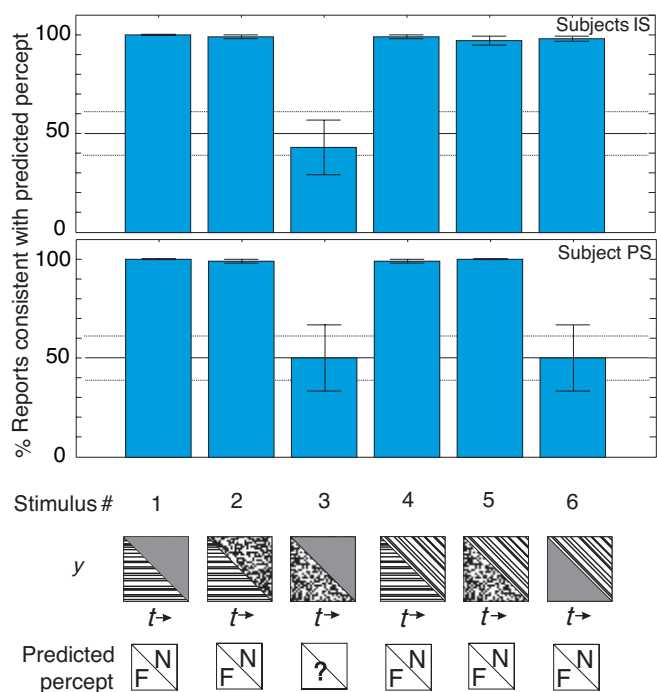 % Reports consistent with predicted percept
Subjects IS
100
50
0
Subject PS
100
50
0
Stimulus # 1 2 3 4 5 6
y
t→ t→ t→ t→ t→ t→
Predicted percept
N N ? N N N
F F F F F